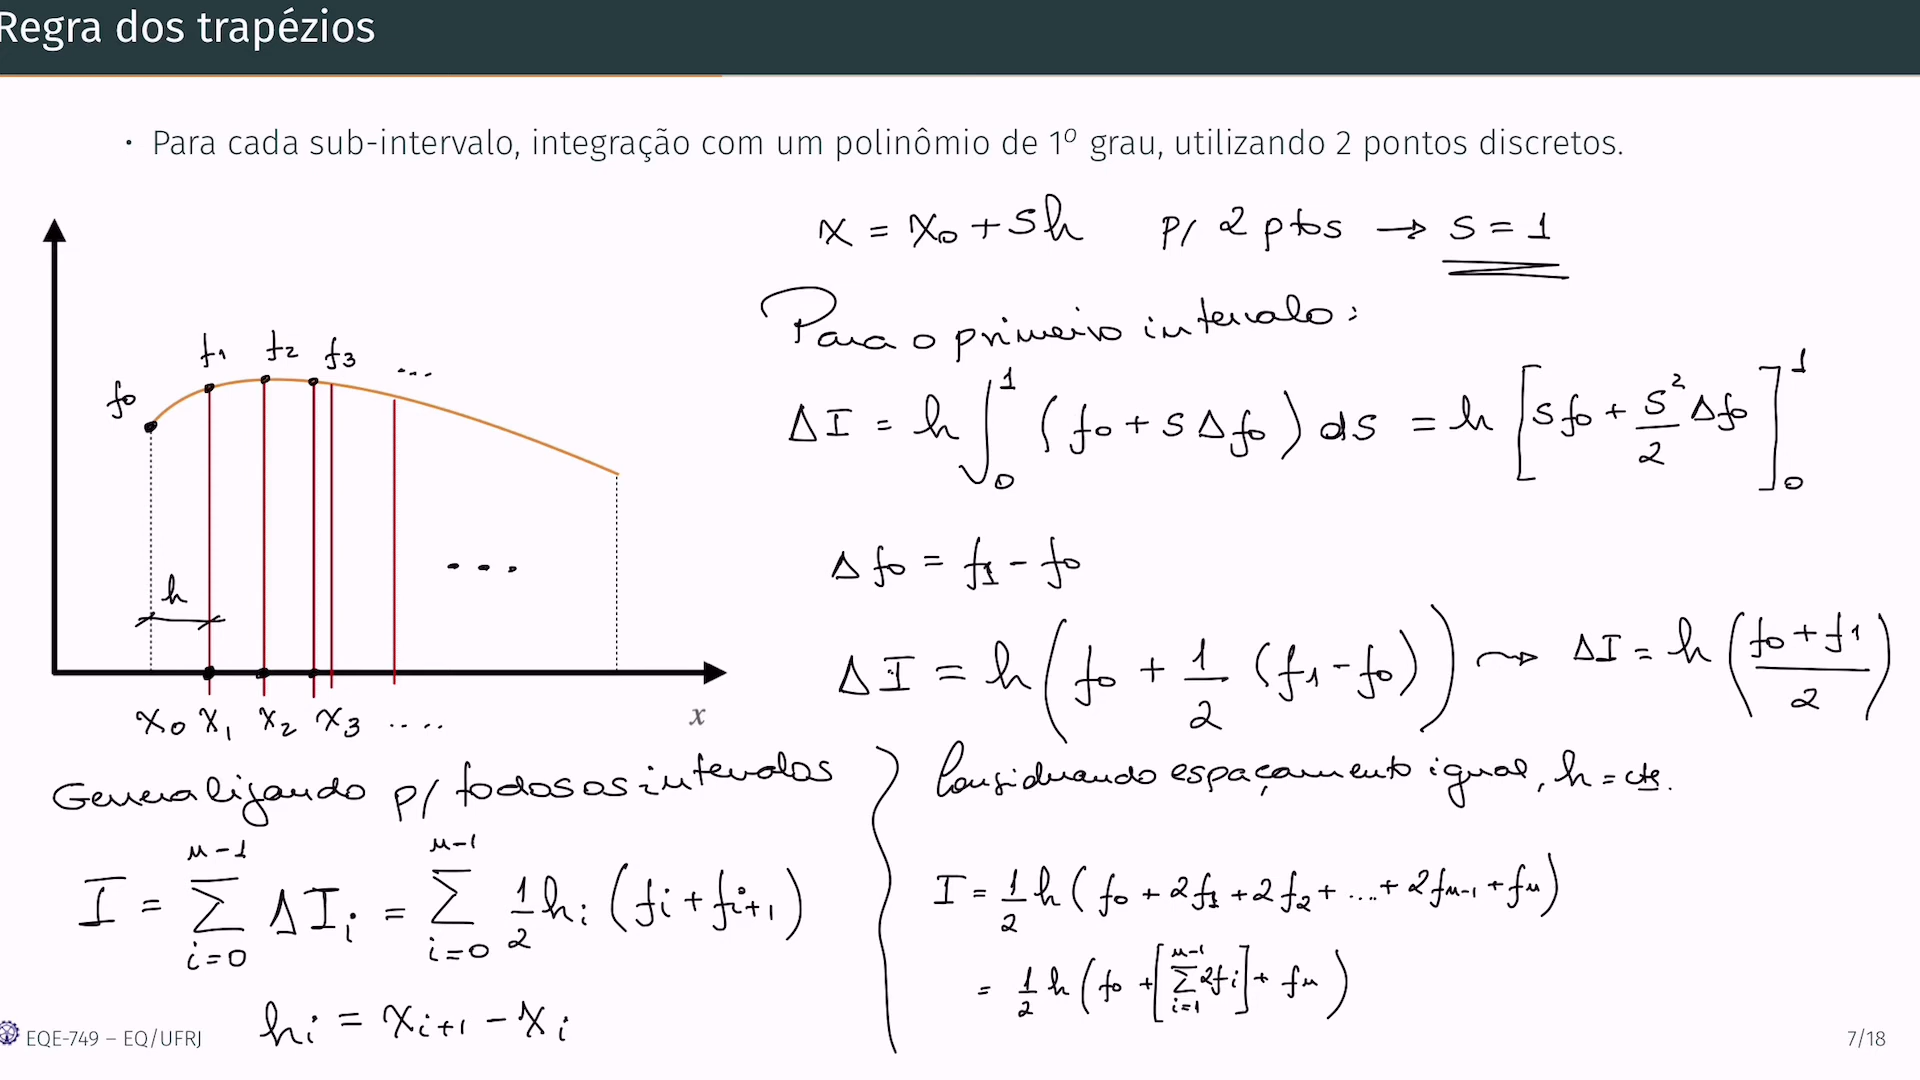 Regra dos trapézios
· Para cada sub-intervalo, integração com um polinômio de 1º grau, utilizando 2 pontos discretos.
x = x₀ + sh p/ 2 ptos → s = 1
Para o primeiro intervalo:
ΔI = h ∫₀¹ (f₀ + s Δf₀) ds = h [s f₀ + s²/2 Δf₀]₀¹
Δf₀ = f₁ - f₀
ΔI = h (f₀ + 1/2 (f₁ - f₀)) ⇝ ΔI = h ((f₀ + f₁)/2)
f₀ f₁ f₂ f₃ ...
h
...
x₀ x₁ x₂ x₃ ....
x
Generalizando p/ todos os intervalos
I = Σ_{i=0}^{n-1} ΔIᵢ = Σ_{i=0}^{n-1} 1/2 hᵢ (fᵢ + fᵢ₊₁)
hᵢ = xᵢ₊₁ - xᵢ
Considerando espaçamento igual, h = cte.
I = 1/2 h (f₀ + 2f₁ + 2f₂ + .... + 2fₙ₋₁ + fₙ)
= 1/2 h (f₀ + [Σ_{i=1}^{n-1} 2fᵢ] + fₙ)
EQE-749 – EQ/UFRJ
7/18